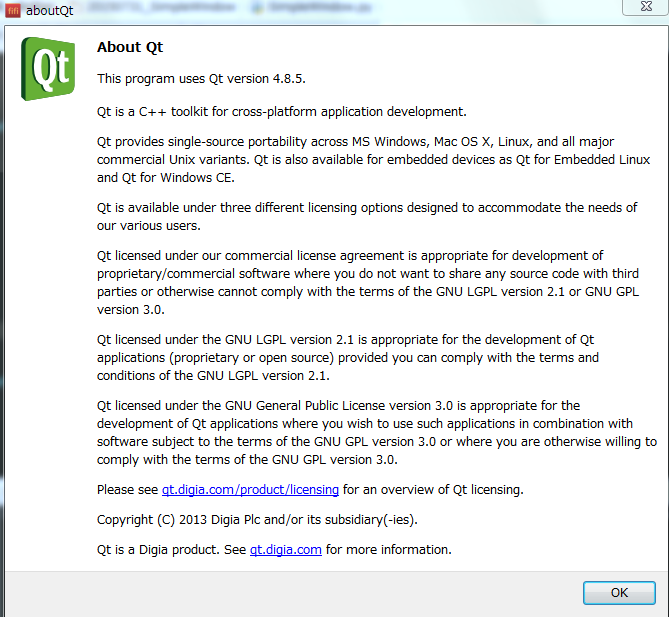 fifi aboutQt
Qt
About Qt
This program uses Qt version 4.8.5.
Qt is a C++ toolkit for cross-platform application development.
Qt provides single-source portability across MS Windows, Mac OS X, Linux, and all major
commercial Unix variants. Qt is also available for embedded devices as Qt for Embedded Linux
and Qt for Windows CE.
Qt is available under three different licensing options designed to accommodate the needs of
our various users.
Qt licensed under our commercial license agreement is appropriate for development of
proprietary/commercial software where you do not want to share any source code with third
parties or otherwise cannot comply with the terms of the GNU LGPL version 2.1 or GNU GPL
version 3.0.
Qt licensed under the GNU LGPL version 2.1 is appropriate for the development of Qt
applications (proprietary or open source) provided you can comply with the terms and
conditions of the GNU LGPL version 2.1.
Qt licensed under the GNU General Public License version 3.0 is appropriate for the
development of Qt applications where you wish to use such applications in combination with
software subject to the terms of the GNU GPL version 3.0 or where you are otherwise willing to
comply with the terms of the GNU GPL version 3.0.
Please see qt.digia.com/product/licensing for an overview of Qt licensing.
Copyright (C) 2013 Digia Plc and/or its subsidiary(-ies).
Qt is a Digia product. See qt.digia.com for more information.
OK